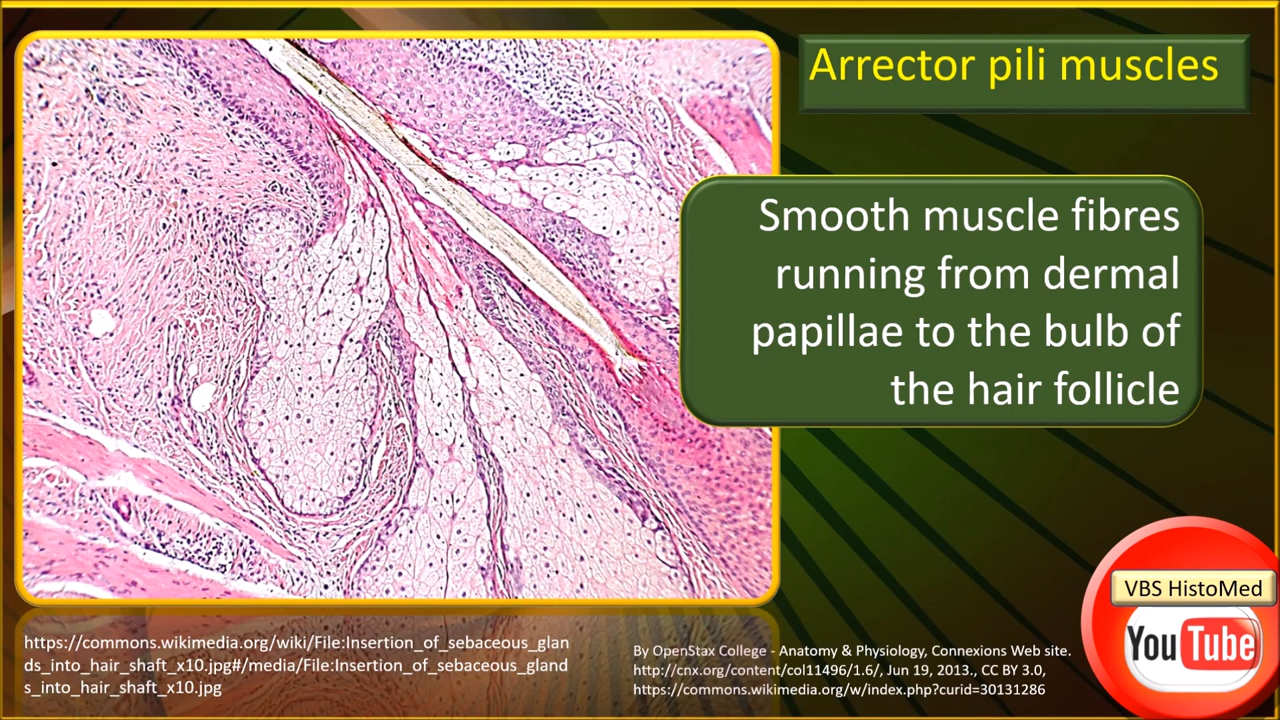 Arrector pili muscles
Smooth muscle fibres
running from dermal
papillae to the bulb of
the hair follicle
VBS HistoMed
YouTube
https://commons.wikimedia.org/wiki/File:Insertion_of_sebaceous_glan
ds_into_hair_shaft_x10.jpg#/media/File:Insertion_of_sebaceous_gland
s_into_hair_shaft_x10.jpg
By OpenStax College - Anatomy & Physiology, Connexions Web site.
http://cnx.org/content/col11496/1.6/, Jun 19, 2013., CC BY 3.0,
https://commons.wikimedia.org/w/index.php?curid=30131286